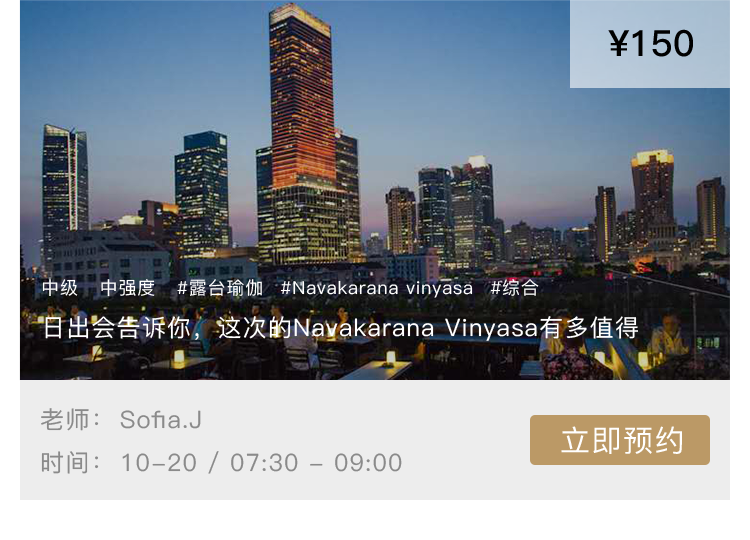 ¥150
中级 中强度 #露台瑜伽 #Navakarana vinyasa #综合
日出会告诉你，这次的Navakarana Vinyasa有多值得
老师： Sofia.J
时间： 10-20 / 07:30 - 09:00
立即预约